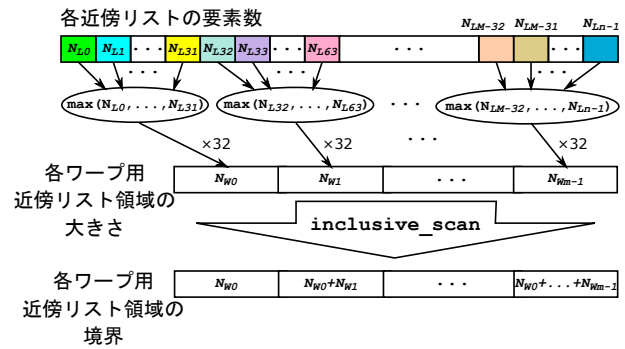 各近傍リストの要素数
N_LM-32 N_LM-31 N_Ln-1
N_L0 N_L1 ··· N_L31 N_L32 N_L33 ··· N_L63 ··· ···
··· ··· ···
max(N_L0,...,N_L31) max(N_L32,...,N_L63) ··· max(N_LM-32,...,N_Ln-1)
×32 ×32 ··· ×32
各ワープ用
近傍リスト領域の
大きさ
N_W0 N_W1 ··· N_Wm-1
inclusive_scan
各ワープ用
近傍リスト領域の
境界
N_W0 N_W0+N_W1 ··· N_W0+...+N_Wm-1